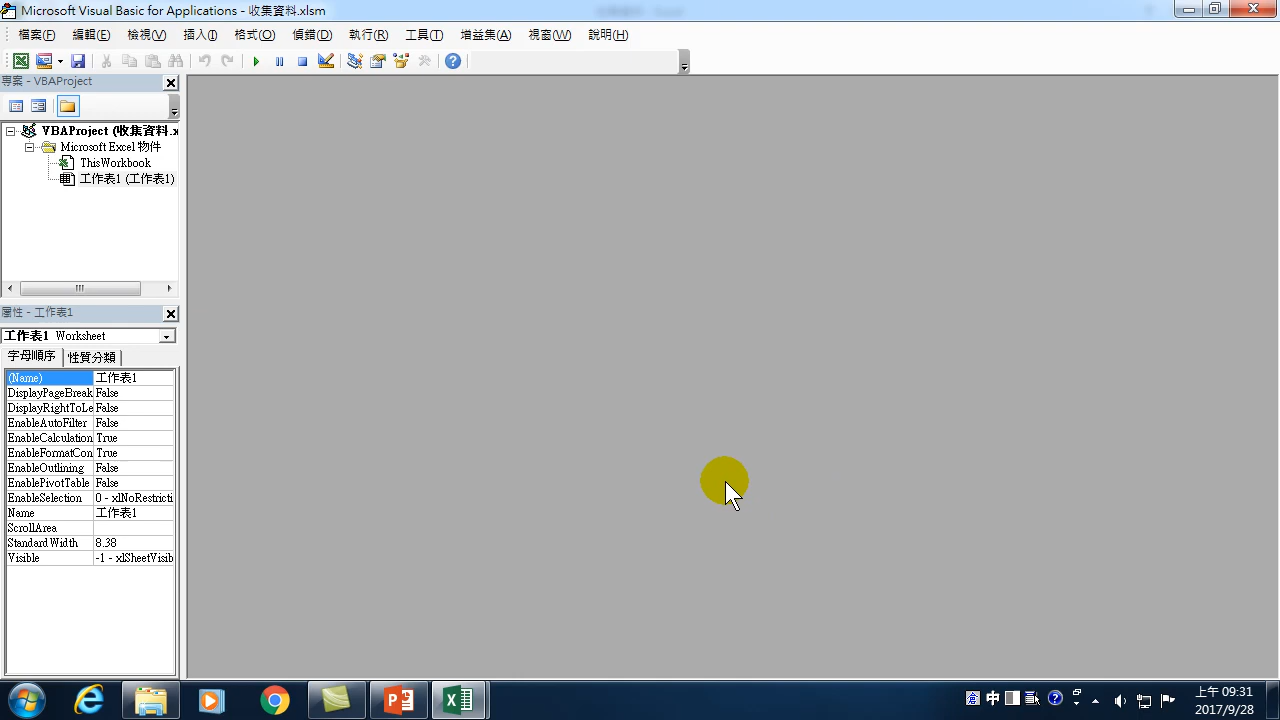 Microsoft Visual Basic for Applications - 收集資料.xlsm
檔案(F) 編輯(E) 檢視(V) 插入(I) 格式(O) 偵錯(D) 執行(R) 工具(T) 增益集(A) 視窗(W) 說明(H)
專案 - VBAProject
VBAProject (收集資料.x
Microsoft Excel 物件
ThisWorkbook
工作表1 (工作表1)
屬性 - 工作表1
工作表1 Worksheet
字母順序 性質分類
(Name) 工作表1
DisplayPageBreak False
DisplayRightToLe False
EnableAutoFilter False
EnableCalculation True
EnableFormatCon True
EnableOutlining False
EnablePivotTable False
EnableSelection 0 - xlNoRestricti
Name 工作表1
ScrollArea
StandardWidth 8.38
Visible -1 - xlSheetVisib
中
上午 09:31
2017/9/28